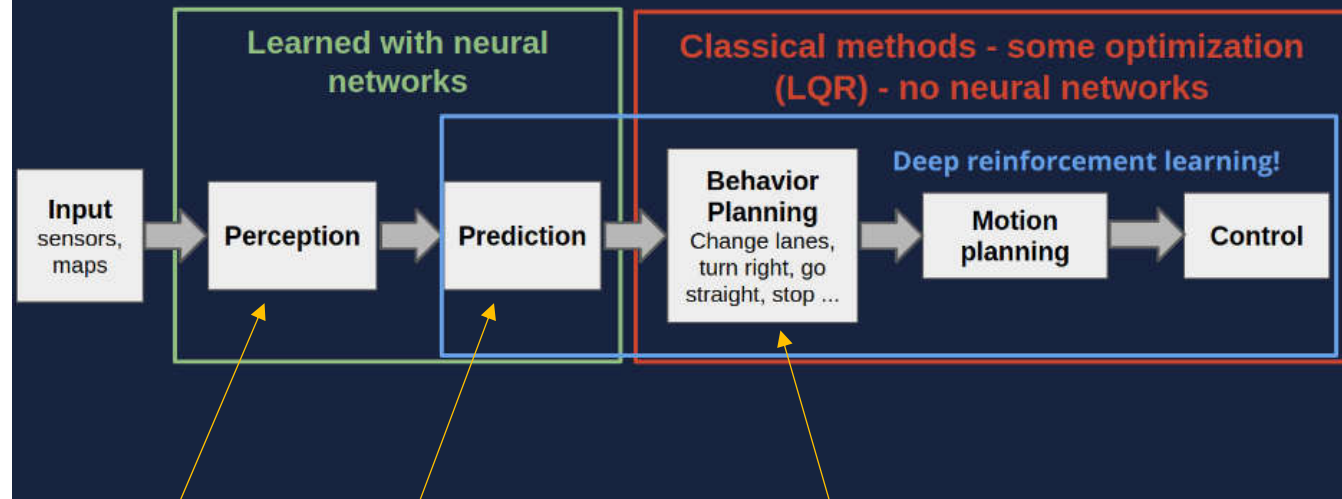 Learned with neural
networks
Classical methods - some optimization
(LQR) - no neural networks
Deep reinforcement learning!
Input
sensors,
maps
Perception
Prediction
Behavior
Planning
Change lanes,
turn right, go
straight, stop ...
Motion
planning
Control